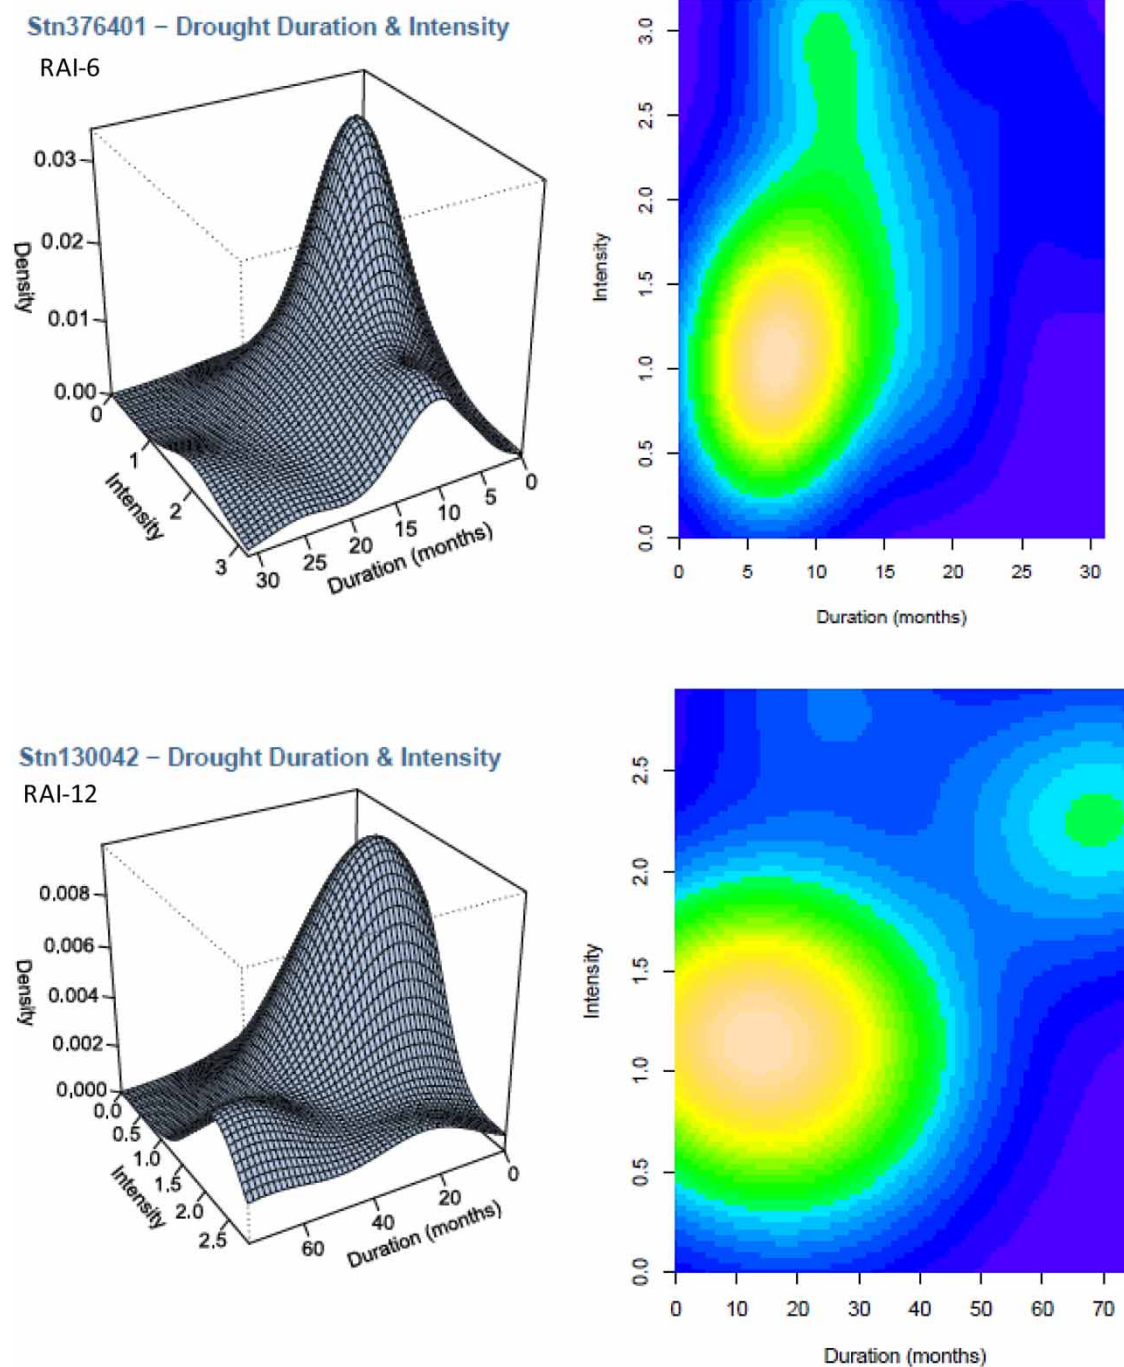 Stn376401 – Drought Duration & Intensity
RAI-6
0.03
0.02
0.01
0.00
Density
0
1
2
3
Intensity
30
25
20
15
10
5
0
Duration (months)
3.0
2.5
2.0
1.5
1.0
0.5
0.0
Intensity
0 5 10 15 20 25 30
Duration (months)
Stn130042 – Drought Duration & Intensity
RAI-12
0.008
0.006
0.004
0.002
0.000
Density
0.0
0.5
1.0
1.5
2.0
2.5
Intensity
60
40
20
0
Duration (months)
2.5
2.0
1.5
1.0
0.5
0.0
Intensity
0 10 20 30 40 50 60 70
Duration (months)